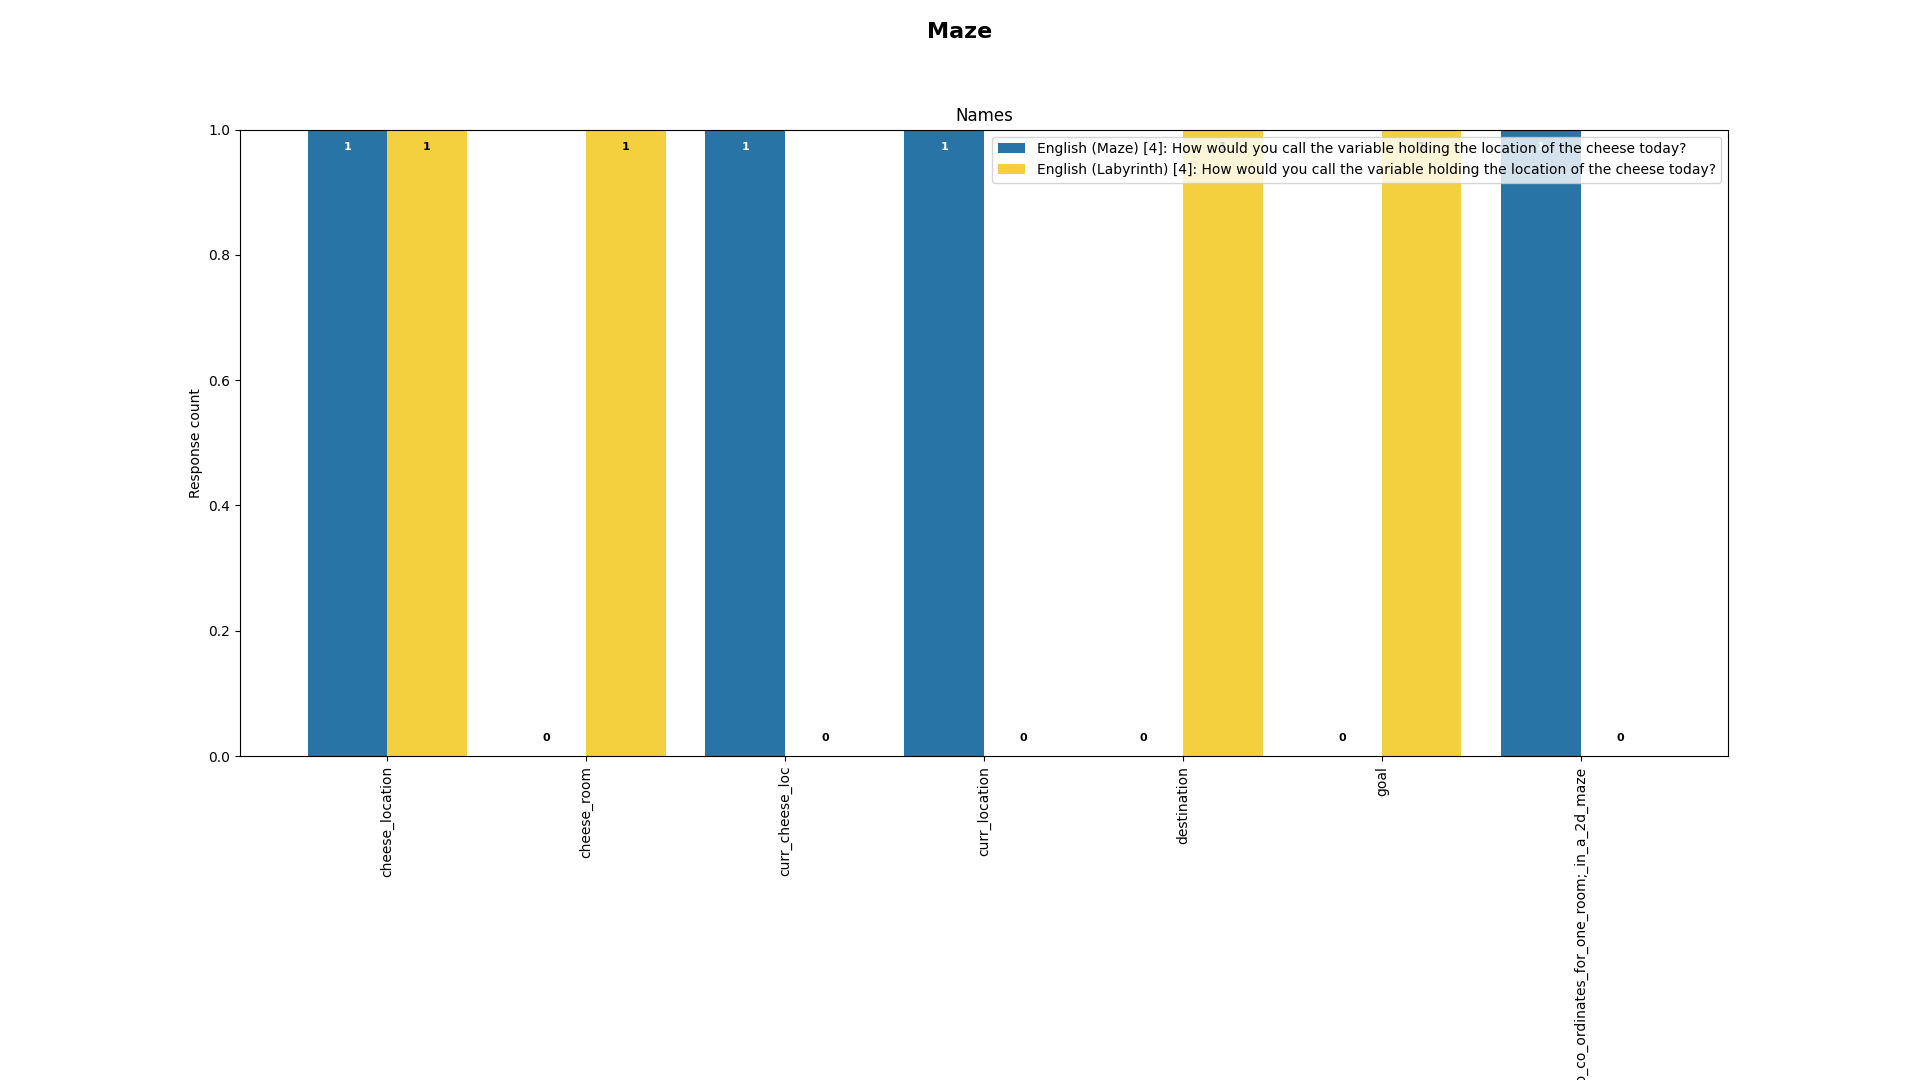 Maze
Names
1.0
0.8
0.6
0.4
0.2
0.0
Response count
1
1
1
1
1
0
0
0
0
0
0
English (Maze) [4]: How would you call the variable holding the location of the cheese today?
English (Labyrinth) [4]: How would you call the variable holding the location of the cheese today?
cheese_location
cheese_room
curr_cheese_loc
curr_location
destination
goal
_co_ordinates_for_one_room;_in_a_2d_maze